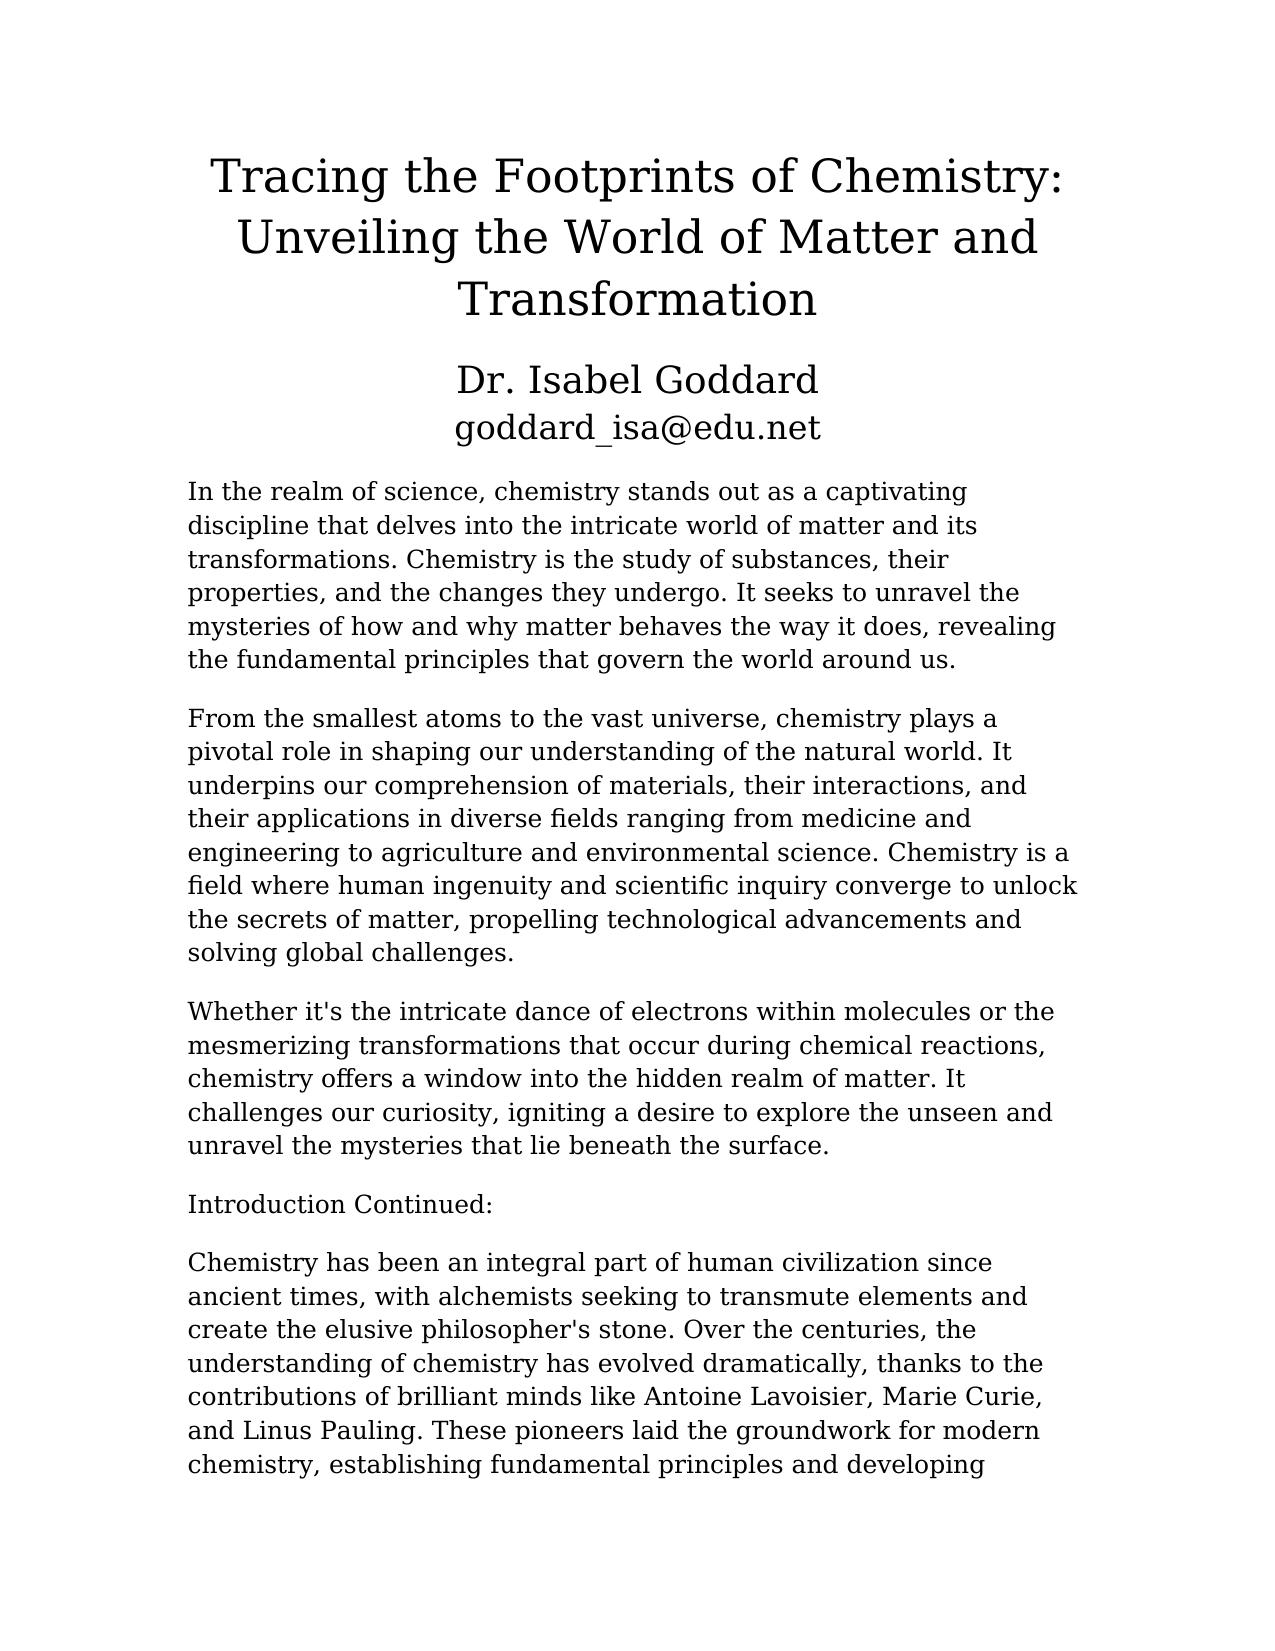 Tracing the Footprints of Chemistry:
Unveiling the World of Matter and
Transformation
Dr. Isabel Goddard
goddard_isa@edu.net
In the realm of science, chemistry stands out as a captivating
discipline that delves into the intricate world of matter and its
transformations. Chemistry is the study of substances, their
properties, and the changes they undergo. It seeks to unravel the
mysteries of how and why matter behaves the way it does, revealing
the fundamental principles that govern the world around us.
From the smallest atoms to the vast universe, chemistry plays a
pivotal role in shaping our understanding of the natural world. It
underpins our comprehension of materials, their interactions, and
their applications in diverse fields ranging from medicine and
engineering to agriculture and environmental science. Chemistry is a
field where human ingenuity and scientific inquiry converge to unlock
the secrets of matter, propelling technological advancements and
solving global challenges.
Whether it's the intricate dance of electrons within molecules or the
mesmerizing transformations that occur during chemical reactions,
chemistry offers a window into the hidden realm of matter. It
challenges our curiosity, igniting a desire to explore the unseen and
unravel the mysteries that lie beneath the surface.
Introduction Continued:
Chemistry has been an integral part of human civilization since
ancient times, with alchemists seeking to transmute elements and
create the elusive philosopher's stone. Over the centuries, the
understanding of chemistry has evolved dramatically, thanks to the
contributions of brilliant minds like Antoine Lavoisier, Marie Curie,
and Linus Pauling. These pioneers laid the groundwork for modern
chemistry, establishing fundamental principles and developing